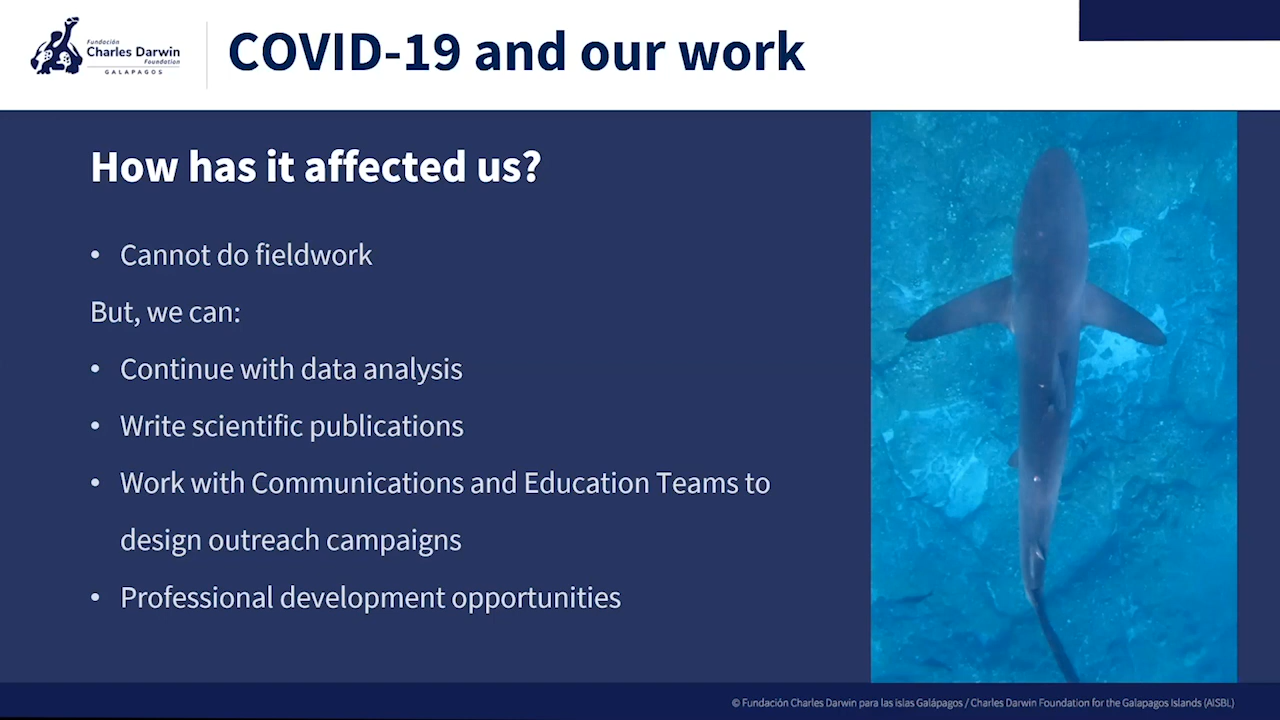 Fundación
Charles Darwin
Foundation
GALAPAGOS
COVID-19 and our work
How has it affected us?
• Cannot do fieldwork
But, we can:
• Continue with data analysis
• Write scientific publications
• Work with Communications and Education Teams to
design outreach campaigns
• Professional development opportunities
© Fundación Charles Darwin para las islas Galápagos / Charles Darwin Foundation for the Galapagos Islands (AISBL)